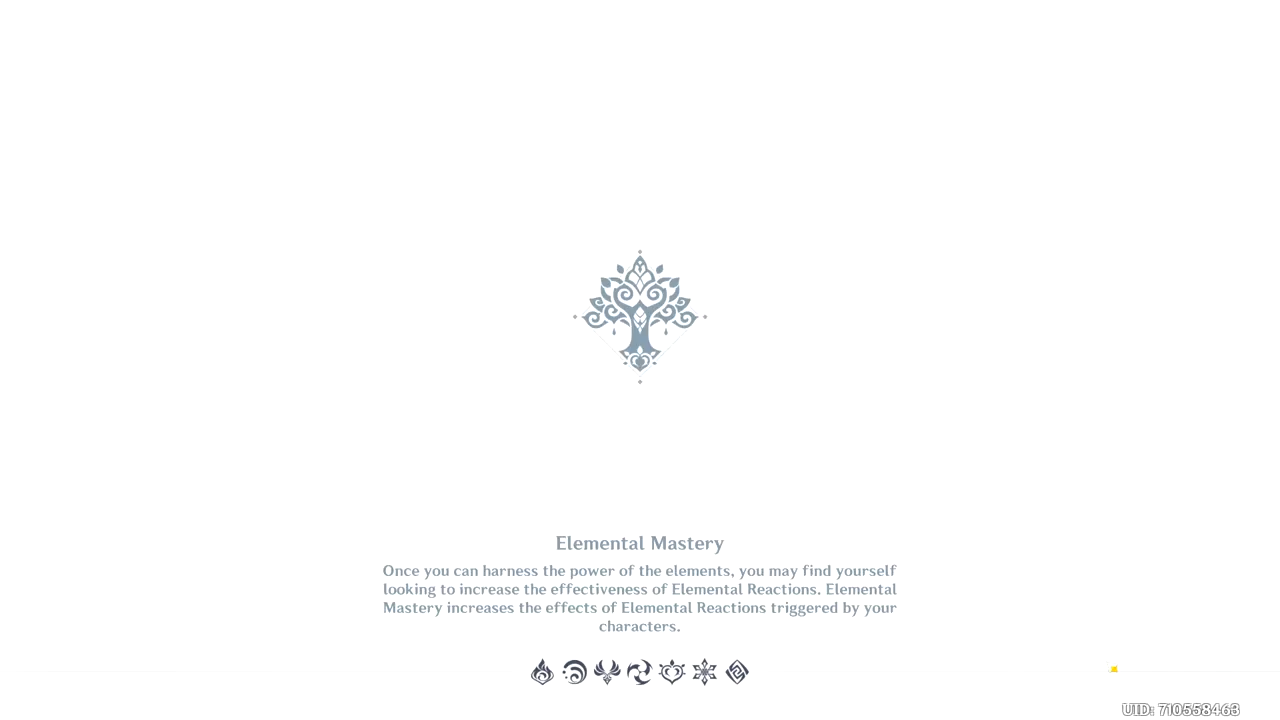 Elemental Mastery
Once you can harness the power of the elements, you may find yourself
looking to increase the effectiveness of Elemental Reactions. Elemental
Mastery increases the effects of Elemental Reactions triggered by your
characters.
UID: 710558463